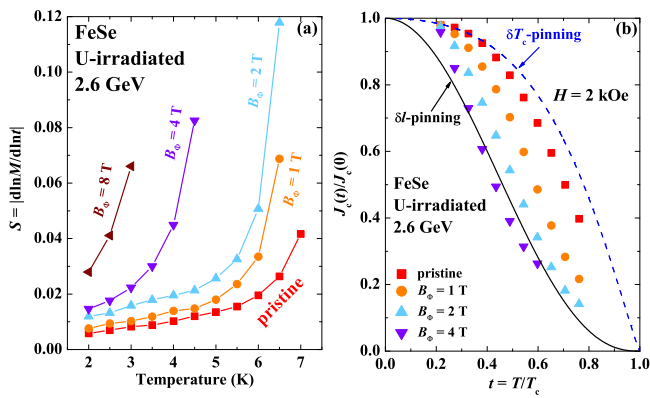 (a)
FeSe
U-irradiated
2.6 GeV
B_Φ = 8 T
B_Φ = 4 T
B_Φ = 2 T
B_Φ = 1 T
pristine
S = |dlnM/dlnt|
0.12
0.10
0.08
0.06
0.04
0.02
0.00
2 3 4 5 6 7
Temperature (K)
(b)
δT_c-pinning
H = 2 kOe
δl-pinning
FeSe
U-irradiated
2.6 GeV
pristine
B_Φ = 1 T
B_Φ = 2 T
B_Φ = 4 T
J_c(t)/J_c(0)
1.0
0.8
0.6
0.4
0.2
0.0
0.0 0.2 0.4 0.6 0.8 1.0
t = T/T_c